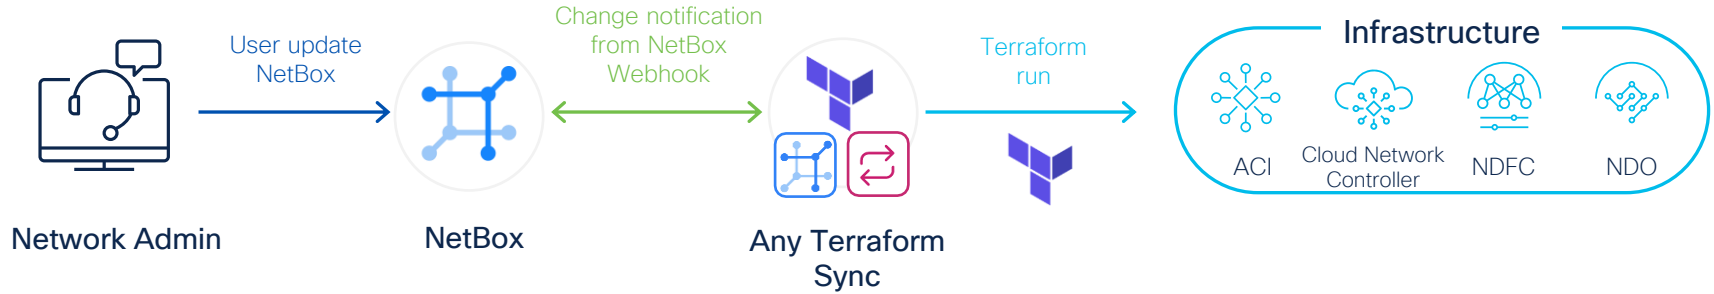 User update
NetBox
Change notification
from NetBox
Webhook
Terraform
run
Infrastructure
ACI
Cloud Network
Controller
NDFC
NDO
Network Admin
NetBox
Any Terraform
Sync